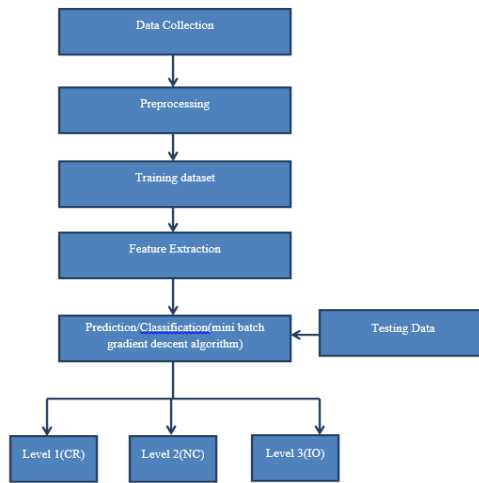 Data Collection
Preprocessing
Training dataset
Feature Extraction
Prediction/Classification(mini batch
gradient descent algorithm)
Testing Data
Level 1(CR)
Level 2(NC)
Level 3(IO)